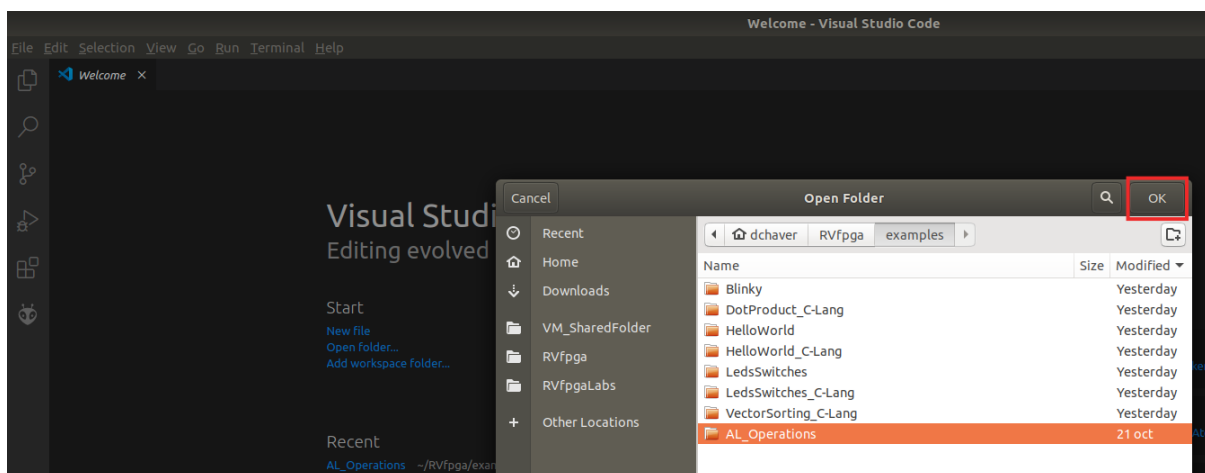 Welcome - Visual Studio Code
File Edit Selection View Go Run Terminal Help
Welcome ×
Cancel Open Folder OK
Visual Studi
Editing evolved
Start
New file
Open folder...
Add workspace folder...
Recent
AL_Operations ~/RVfpga/exan
Recent
Home
Downloads
VM_SharedFolder
RVfpga
RVfpgaLabs
+ Other Locations
dchaver RVfpga examples
Name Size Modified
Blinky Yesterday
DotProduct_C-Lang Yesterday
HelloWorld Yesterday
HelloWorld_C-Lang Yesterday
LedsSwitches Yesterday
LedsSwitches_C-Lang Yesterday
VectorSorting_C-Lang Yesterday
AL_Operations 21 oct